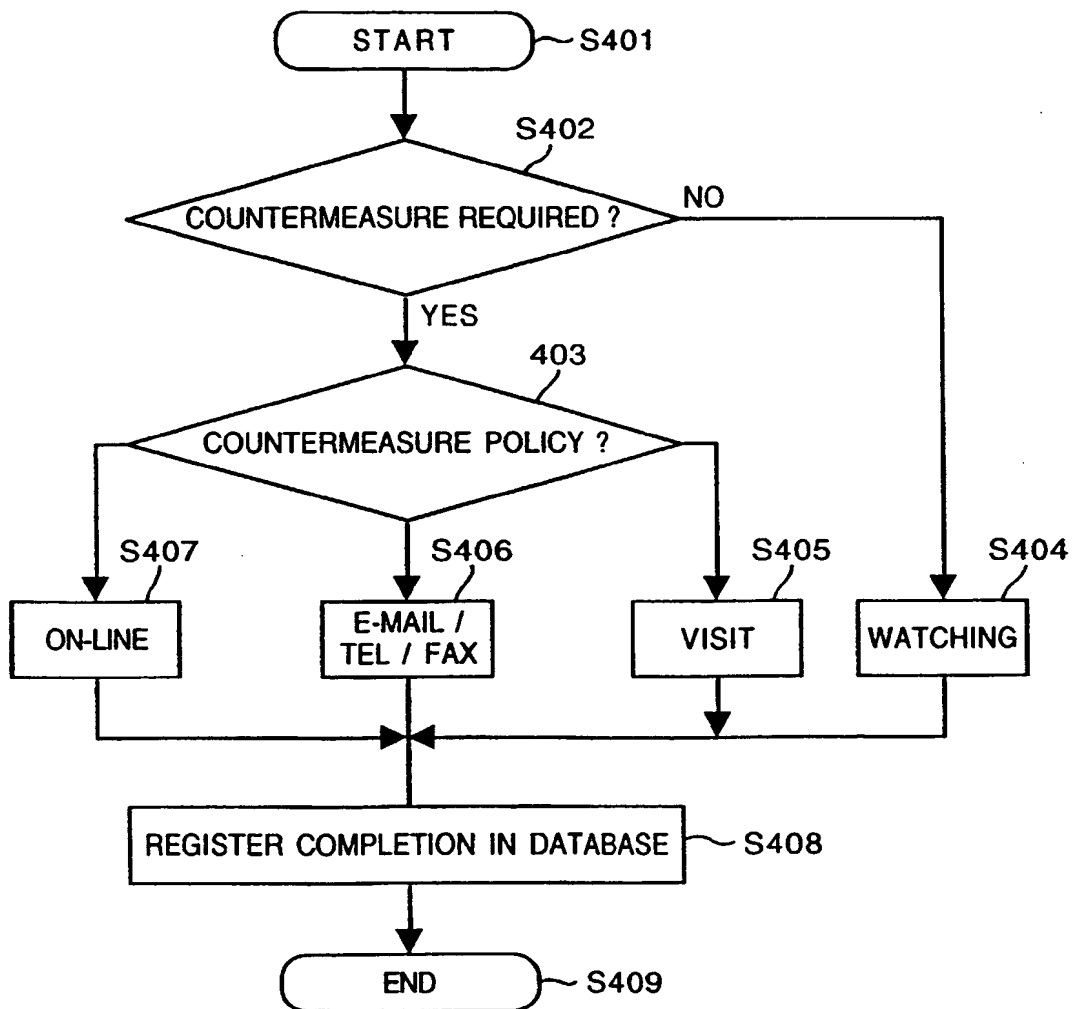 START
S401
S402
COUNTERMEASURE REQUIRED ?
NO
YES
403
COUNTERMEASURE POLICY ?
S407
S406
S405
S404
ON-LINE
E-MAIL /
TEL / FAX
VISIT
WATCHING
REGISTER COMPLETION IN DATABASE
S408
END
S409